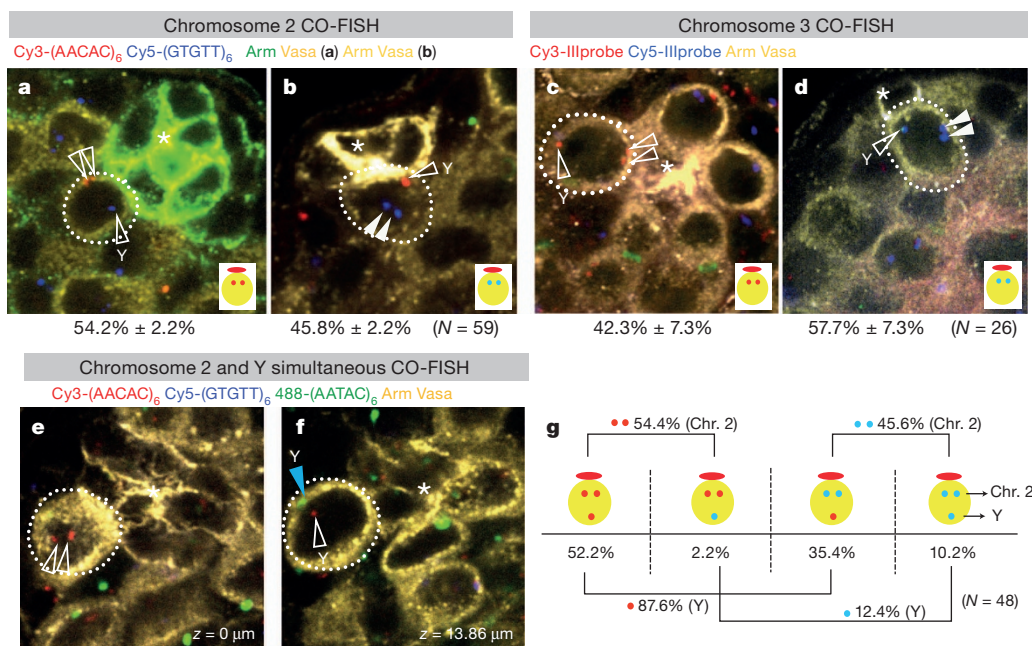 Chromosome 2 CO-FISH
Chromosome 3 CO-FISH
Cy3-(AACAC)6 Cy5-(GTGTT)6 Arm Vasa (a) Arm Vasa (b)
Cy3-IIIprobe Cy5-IIIprobe Arm Vasa
a
*
Y
b
*
Y
c
*
Y
d
*
Y
54.2% ± 2.2%
45.8% ± 2.2%
(N = 59)
42.3% ± 7.3%
57.7% ± 7.3%
(N = 26)
Chromosome 2 and Y simultaneous CO-FISH
Cy3-(AACAC)6 Cy5-(GTGTT)6 488-(AATAC)6 Arm Vasa
e
*
z = 0 µm
f
Y
*
Y
z = 13.86 µm
g
54.4% (Chr. 2)
45.6% (Chr. 2)
Chr. 2
Y
52.2%
2.2%
35.4%
10.2%
87.6% (Y)
12.4% (Y)
(N = 48)